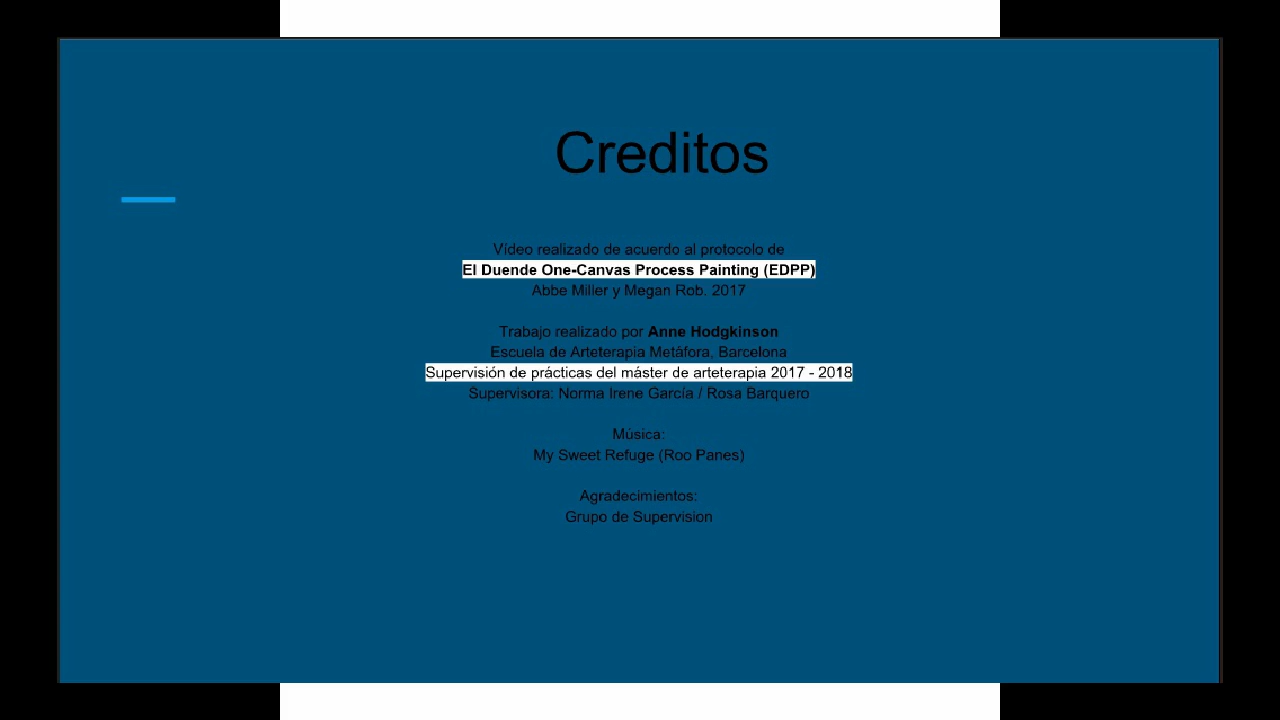 Creditos
Vídeo realizado de acuerdo al protocolo de
El Duende One-Canvas Process Painting (EDPP)
Abbe Miller y Megan Rob. 2017
Trabajo realizado por Anne Hodgkinson
Escuela de Arteterapia Metáfora, Barcelona
Supervisión de prácticas del máster de arteterapia 2017 - 2018
Supervisora: Norma Irene García / Rosa Barquero
Música:
My Sweet Refuge (Roo Panes)
Agradecimientos:
Grupo de Supervision